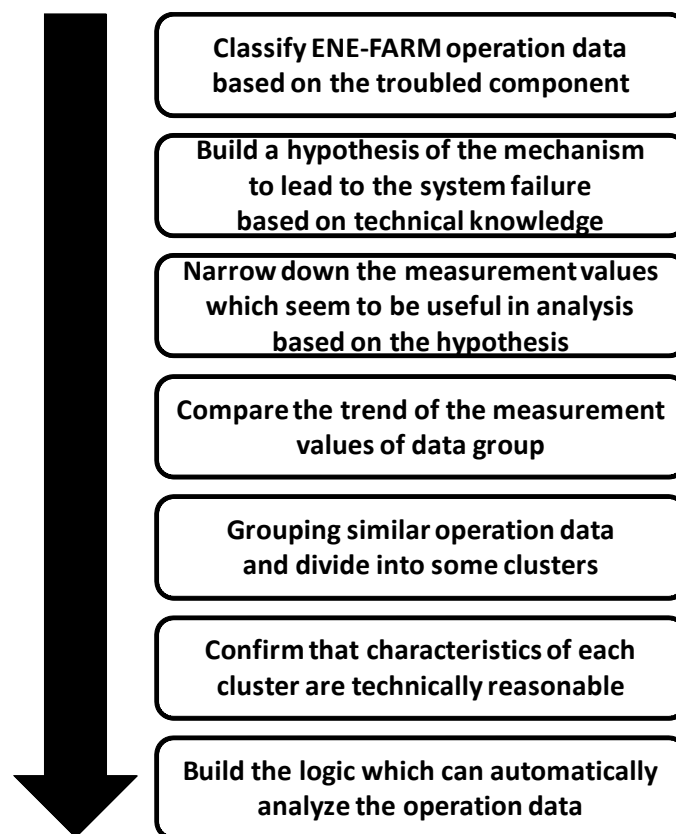 Classify ENE-FARM operation data
based on the troubled component
Build a hypothesis of the mechanism
to lead to the system failure
based on technical knowledge
Narrow down the measurement values
which seem to be useful in analysis
based on the hypothesis
Compare the trend of the measurement
values of data group
Grouping similar operation data
and divide into some clusters
Confirm that characteristics of each
cluster are technically reasonable
Build the logic which can automatically
analyze the operation data